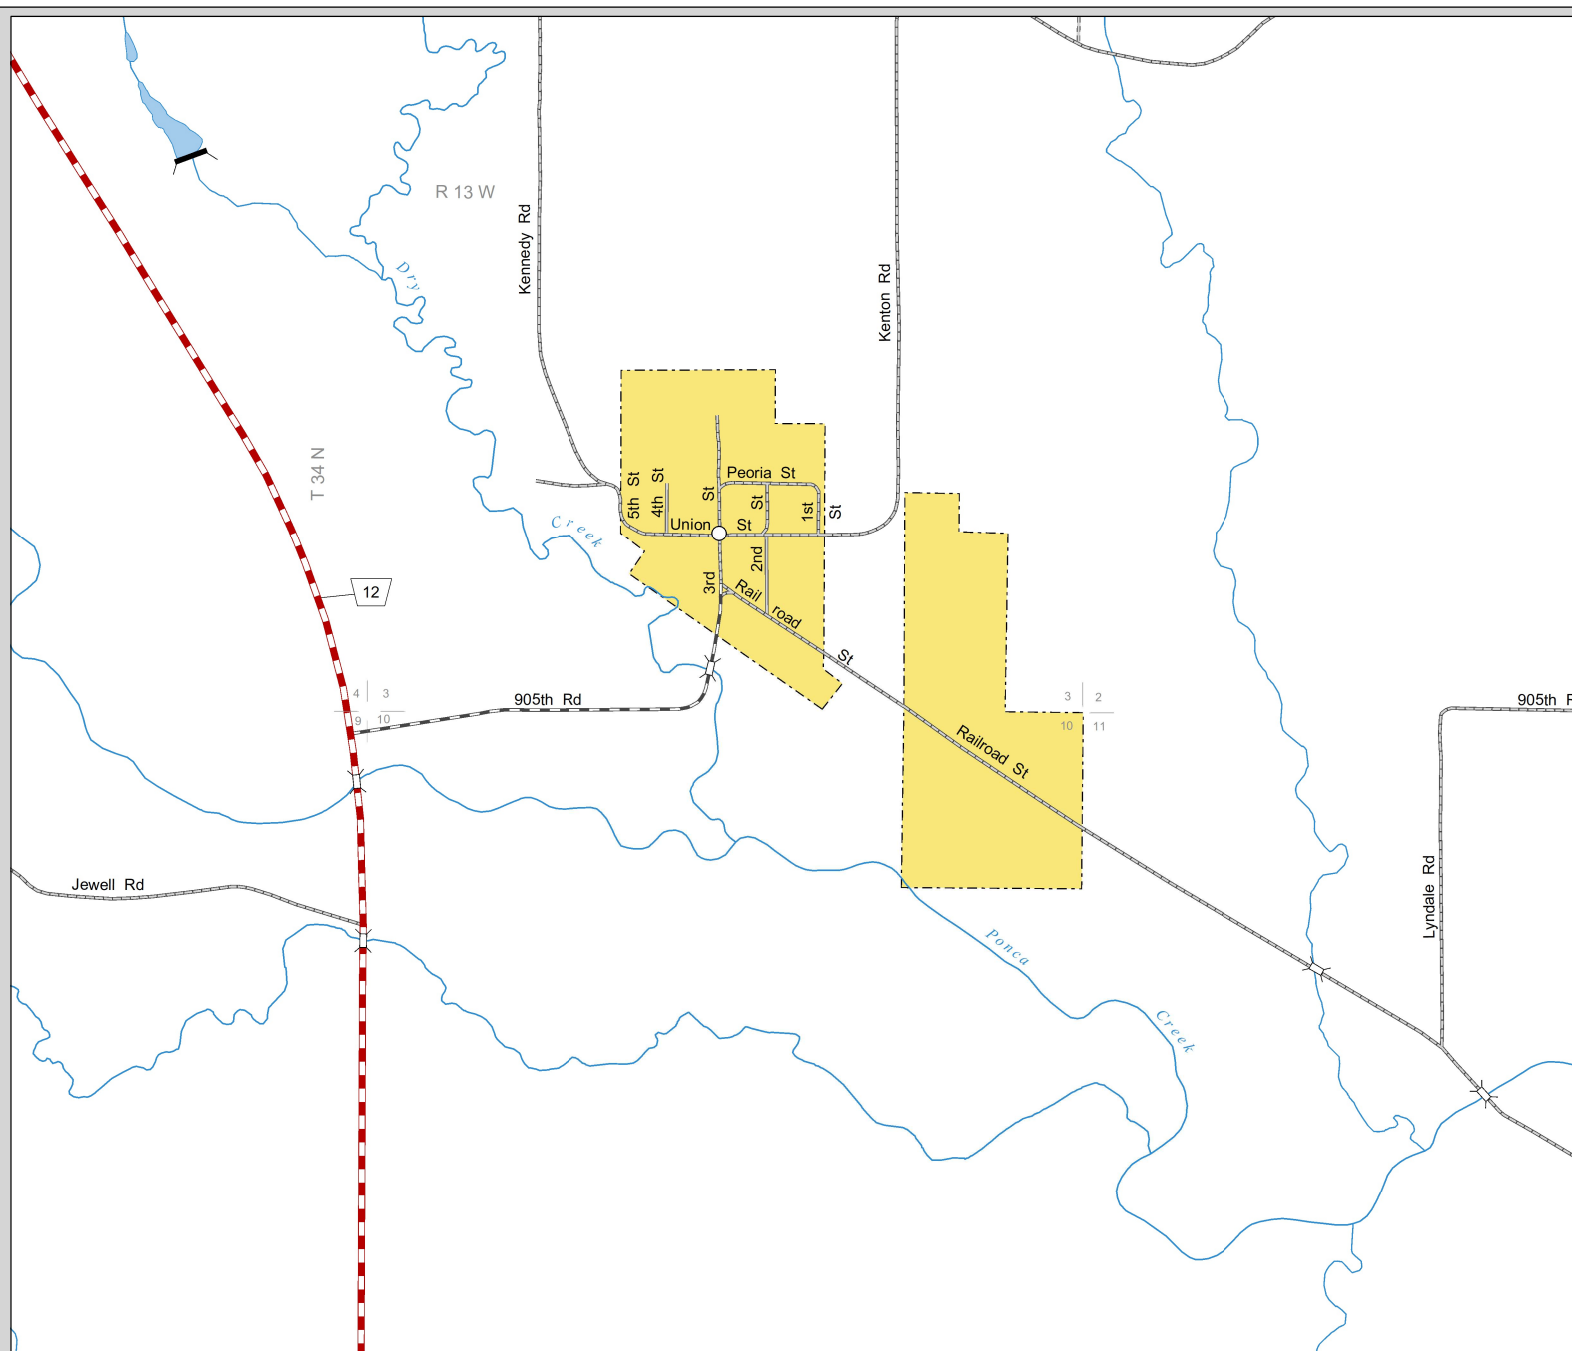 R 13 W
Kennedy Rd
Kenton Rd
Dry
Creek
T 34 N
5th St
4th St
St
Peoria St
St
1st
St
Union St
2nd
3rd
Rail
road
St
12
4 3
9 10
905th Rd
3 2
10 11
905th R
Railroad St
Jewell Rd
Lyndale Rd
Ponca
Creek